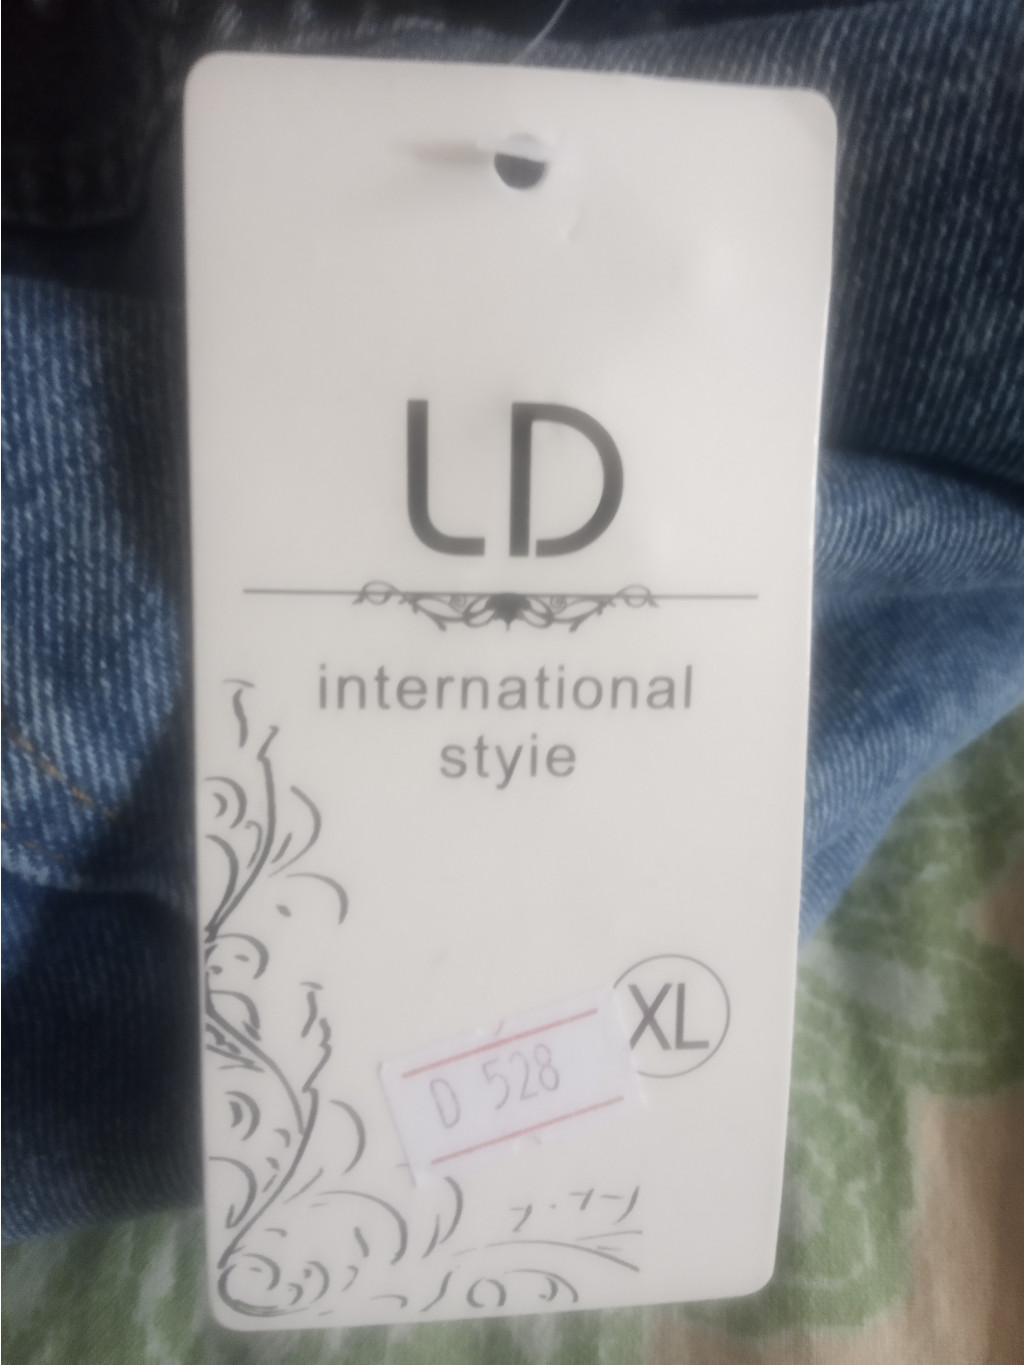 LD
international
styie
XL
D 528